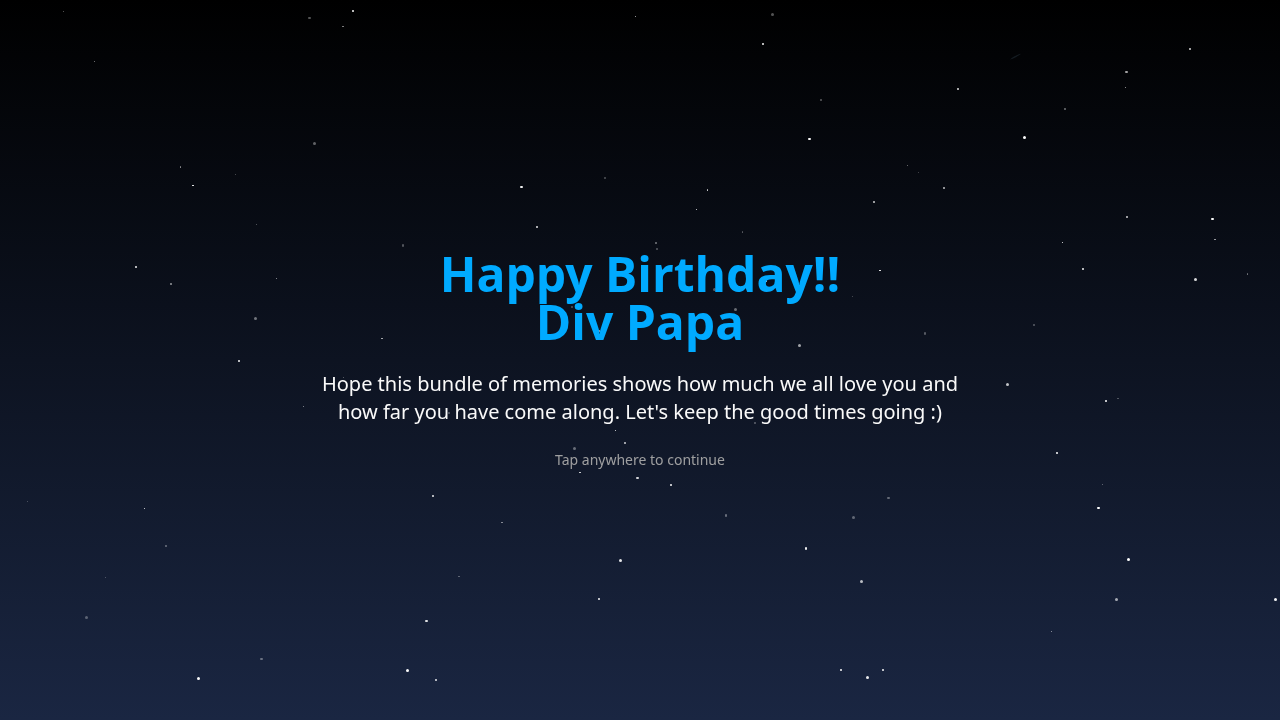 Happy Birthday!!
Div Papa
Hope this bundle of memories shows how much we all love you and
how far you have come along. Let's keep the good times going :)
Tap anywhere to continue